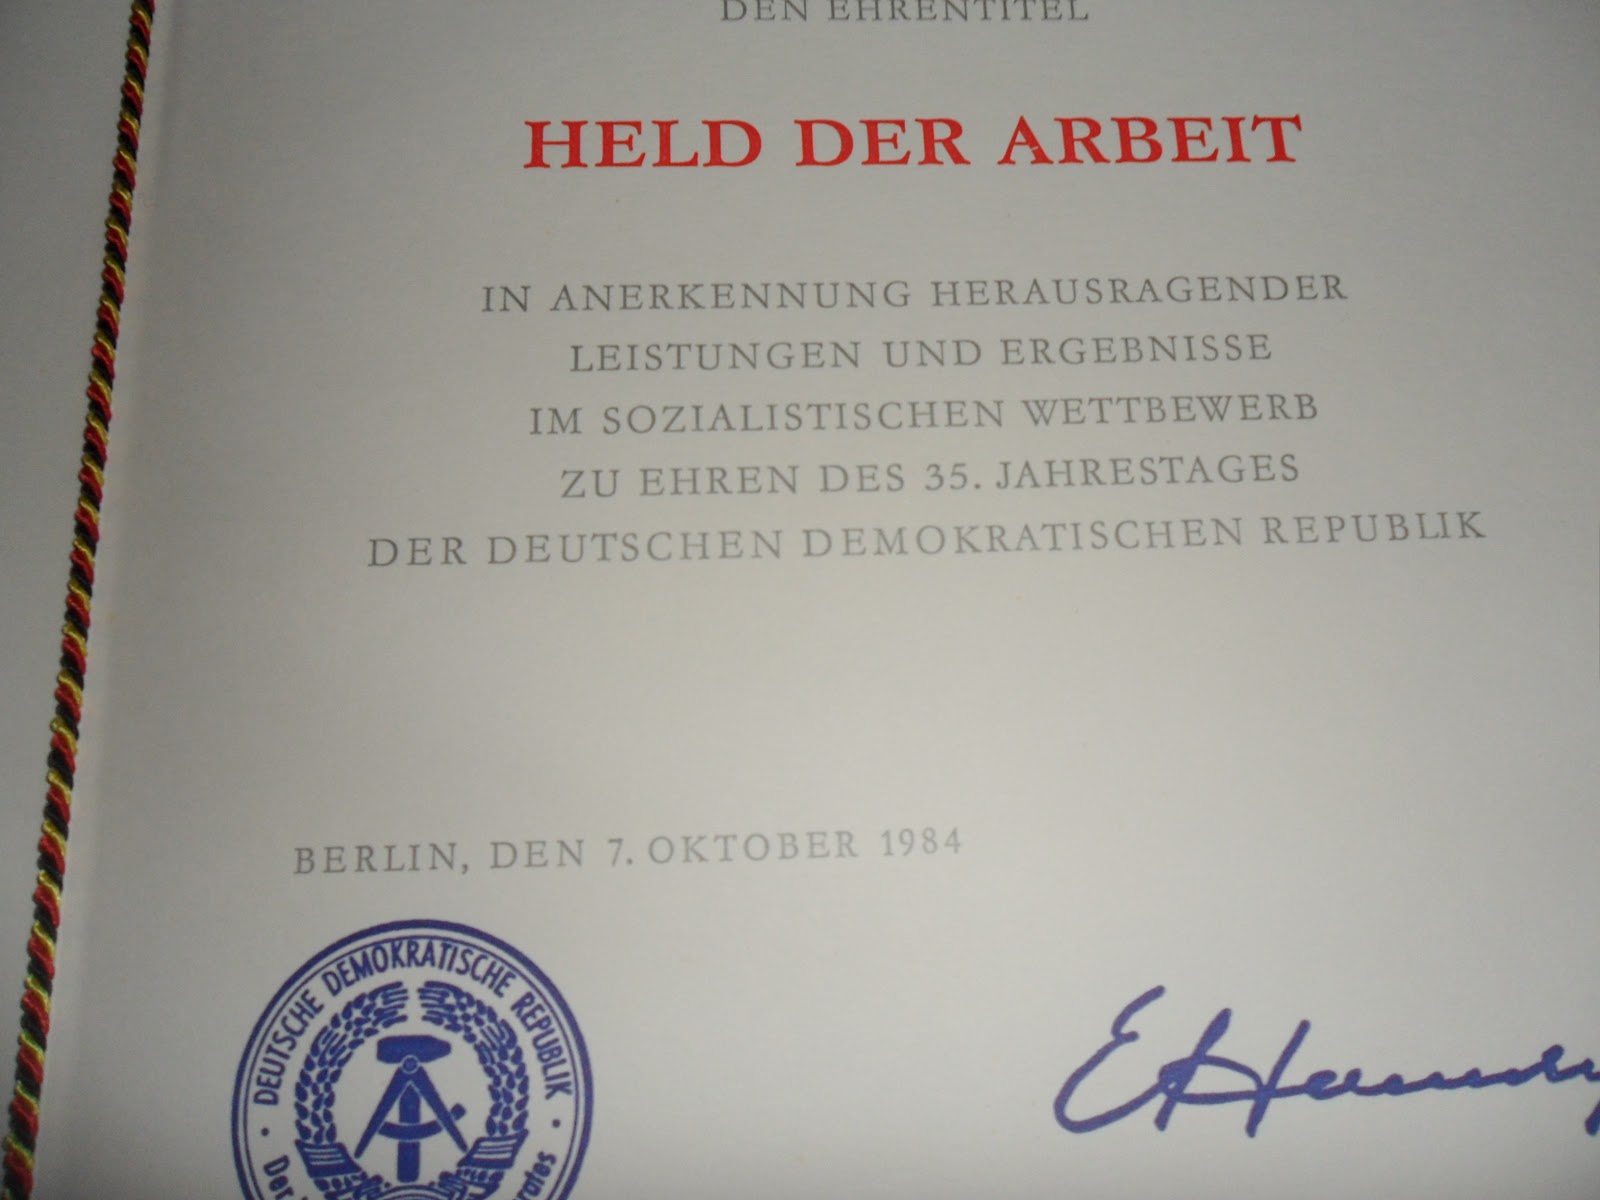 DEN EHRENTITEL
HELD DER ARBEIT
IN ANERKENNUNG HERAUSRAGENDER
LEISTUNGEN UND ERGEBNISSE
IM SOZIALISTISCHEN WETTBEWERB
ZU EHREN DES 35. JAHRESTAGES
DER DEUTSCHEN DEMOKRATISCHEN REPUBLIK
BERLIN, DEN 7. OKTOBER 1984
DEUTSCHE DEMOKRATISCHE REPUBLIK
Der